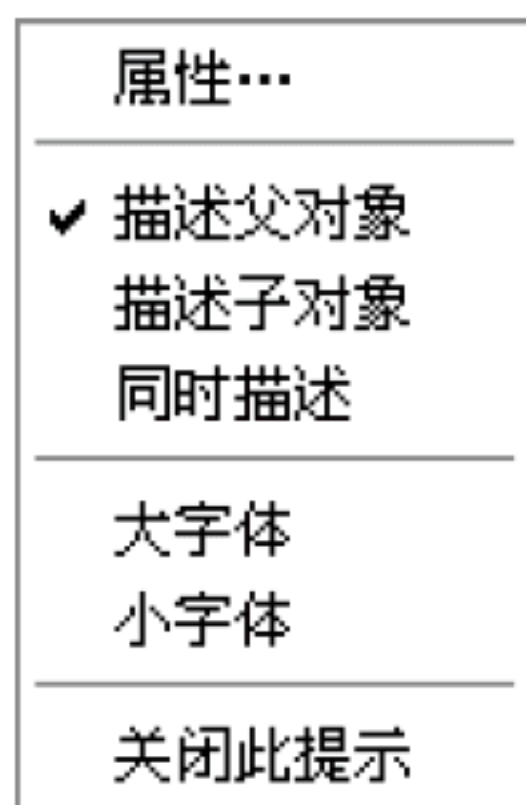 属性…
描述父对象
描述子对象
同时描述
大字体
小字体
关闭此提示